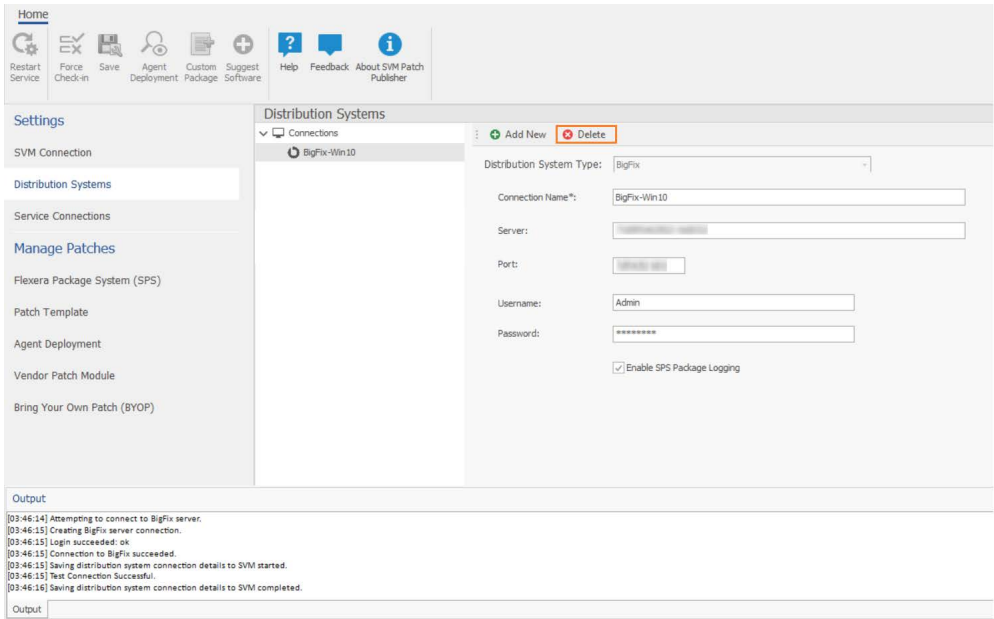 Home
Restart Service
Force Check-in
Save
Agent Deployment
Custom Package
Suggest Software
Help
Feedback
About SVM Patch Publisher
Settings
SVM Connection
Distribution Systems
Service Connections
Manage Patches
Flexera Package System (SPS)
Patch Template
Agent Deployment
Vendor Patch Module
Bring Your Own Patch (BYOP)
Distribution Systems
Connections
BigFix-Win10
Add New
Delete
Distribution System Type: BigFix
Connection Name*: BigFix-Win10
Server:
Port:
Username: Admin
Password: ********
Enable SPS Package Logging
Output
[03:46:14] Attempting to connect to BigFix server.
[03:46:15] Creating BigFix server connection.
[03:46:15] Login succeeded: ok
[03:46:15] Connection to BigFix succeeded.
[03:46:15] Saving distribution system connection details to SVM started.
[03:46:15] Test Connection Successful.
[03:46:16] Saving distribution system connection details to SVM completed.
Output